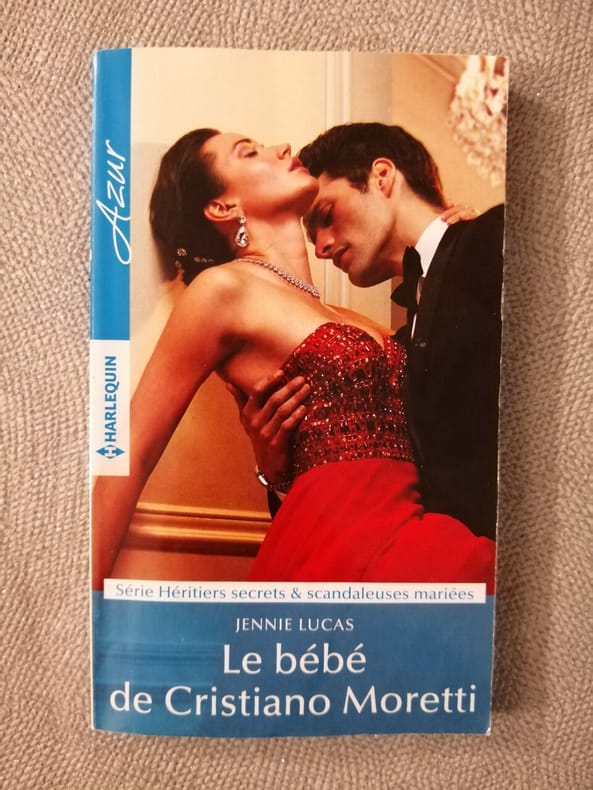 Azur
HARLEQUIN
Série Héritiers secrets & scandaleuses mariées
JENNIE LUCAS
Le bébé
de Cristiano Moretti